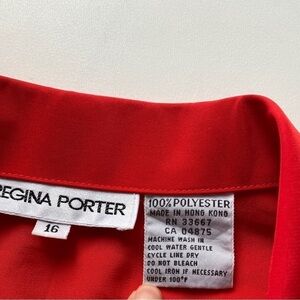 REGINA PORTER
16
100% POLYESTER
MADE IN HONG KONG
RN 33667
CA 04875
MACHINE WASH IN
COOL WATER GENTLE
CYCLE LINE DRY
DO NOT BLEACH
COOL IRON IF NECESSARY
UNDER 100°F